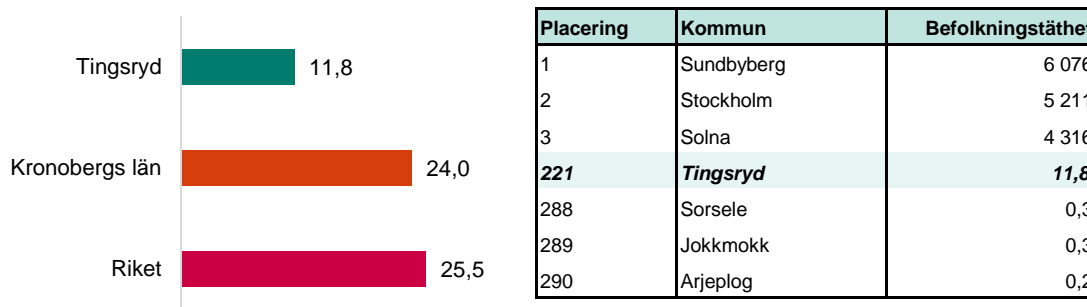 Tingsryd 11,8
Kronobergs län 24,0
Riket 25,5
Placering Kommun Befolkningstäthet
1 Sundbyberg 6 076
2 Stockholm 5 211
3 Solna 4 316
221 Tingsryd 11,8
288 Sorsele 0,3
289 Jokkmokk 0,3
290 Arjeplog 0,2